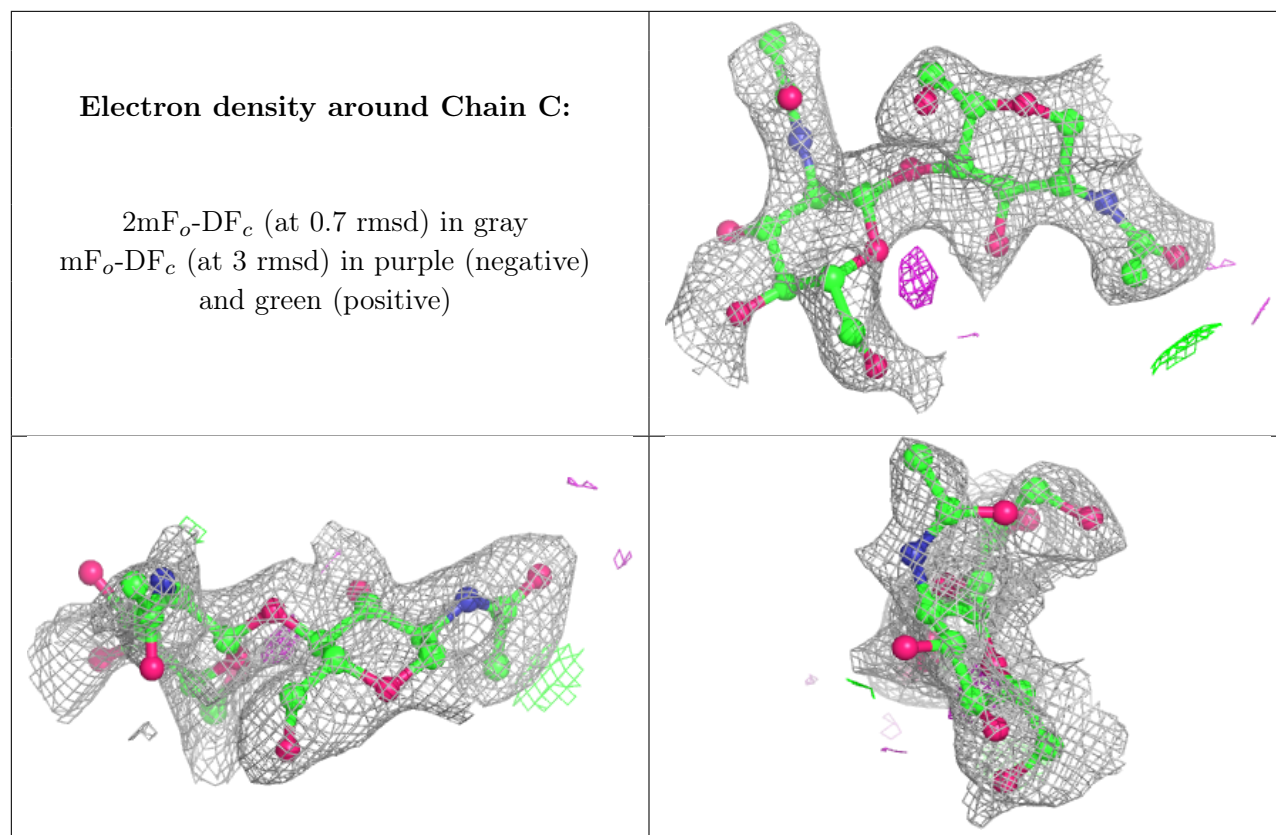 Electron density around Chain C:
2mFₒ-DF𝒸 (at 0.7 rmsd) in gray
mFₒ-DF𝒸 (at 3 rmsd) in purple (negative)
and green (positive)